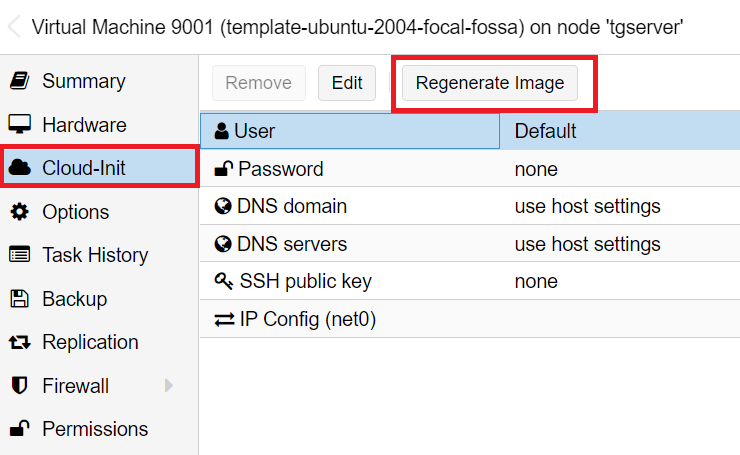 Virtual Machine 9001 (template-ubuntu-2004-focal-fossa) on node 'tgserver'
Summary
Hardware
Cloud-Init
Options
Task History
Backup
Replication
Firewall
Permissions
Remove Edit Regenerate Image
User Default
Password none
DNS domain use host settings
DNS servers use host settings
SSH public key none
IP Config (net0)